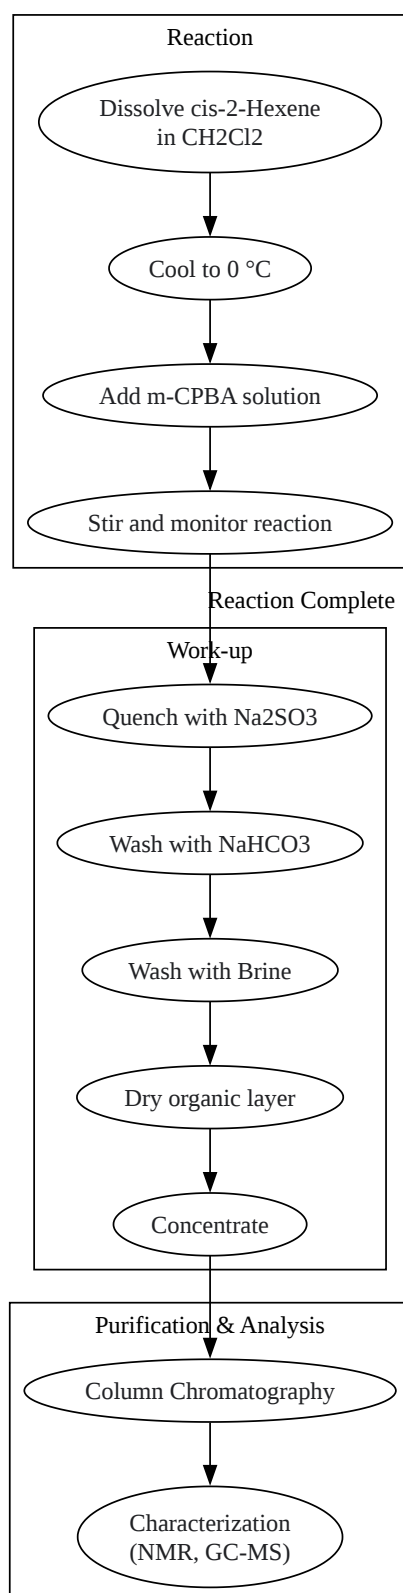 Reaction
Dissolve cis-2-Hexene
in CH2Cl2
Cool to 0 °C
Add m-CPBA solution
Stir and monitor reaction
Reaction Complete
Work-up
Quench with Na2SO3
Wash with NaHCO3
Wash with Brine
Dry organic layer
Concentrate
Purification & Analysis
Column Chromatography
Characterization
(NMR, GC-MS)